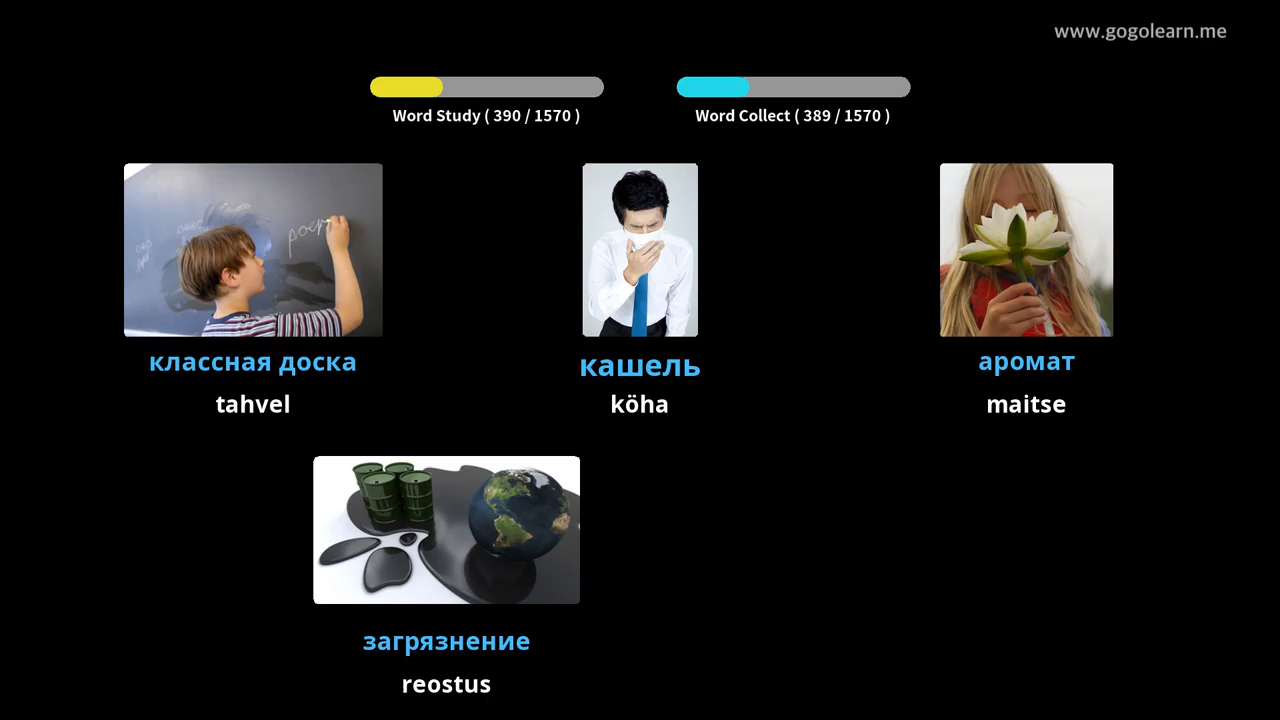 www.gogolearn.me
Word Study ( 390 / 1570 )
Word Collect ( 389 / 1570 )
классная доска
tahvel
кашель
köha
аромат
maitse
загрязнение
reostus